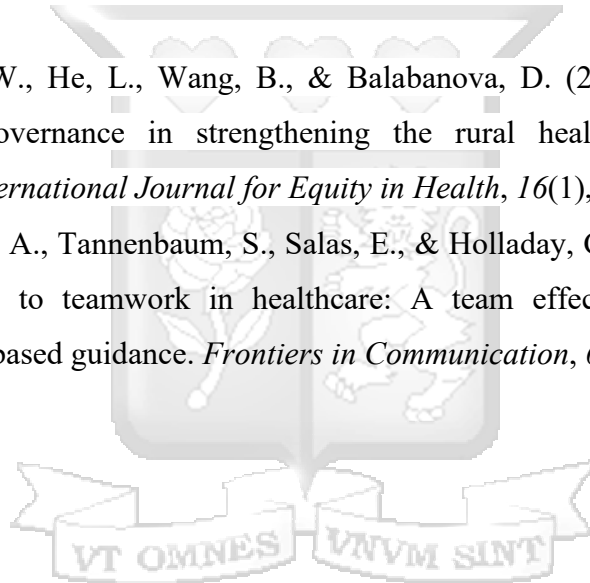 W., He, L., Wang, B., & Balabanova, D. (2
overnance in strengthening the rural heal
ernational Journal for Equity in Health, 16(1),
A., Tannenbaum, S., Salas, E., & Holladay, C
to teamwork in healthcare: A team effec
based guidance. Frontiers in Communication, 6
VT OMNES VNVM SINT